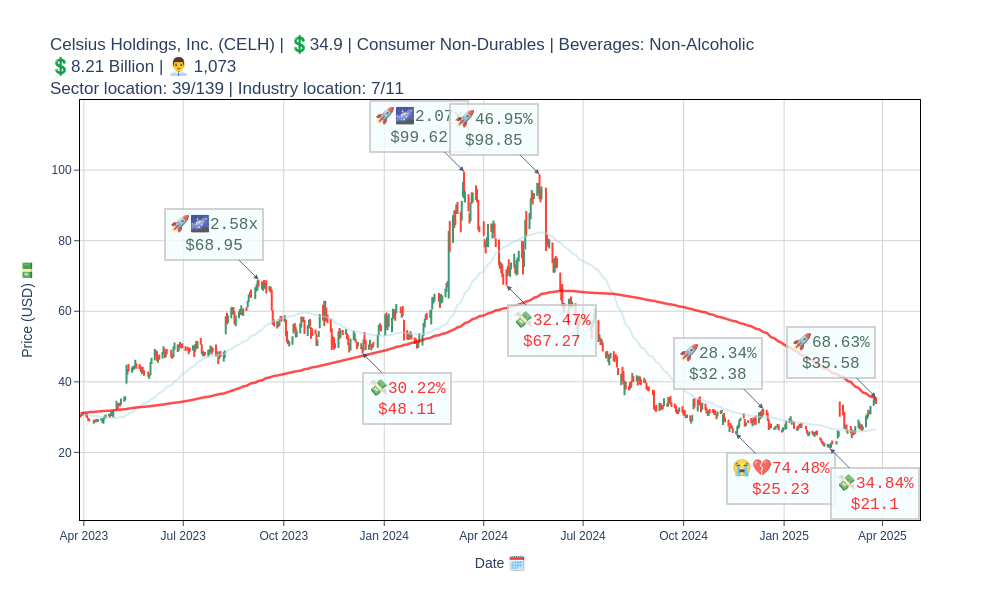 Celsius Holdings, Inc. (CELH) | 💲34.9 | Consumer Non-Durables | Beverages: Non-Alcoholic
💲8.21 Billion | 👨‍💼 1,073
Sector location: 39/139 | Industry location: 7/11
🚀🌌2.07
$99.62
🚀46.95%
$98.85
🚀🌌2.58x
$68.95
💸32.47%
$67.27
💸30.22%
$48.11
🚀28.34%
$32.38
🚀68.63%
$35.58
😭💔74.48%
$25.23
💸34.84%
$21.1
100
80
60
40
20
Price (USD) 💵
Apr 2023
Jul 2023
Oct 2023
Jan 2024
Apr 2024
Jul 2024
Oct 2024
Jan 2025
Apr 2025
Date 🗓️